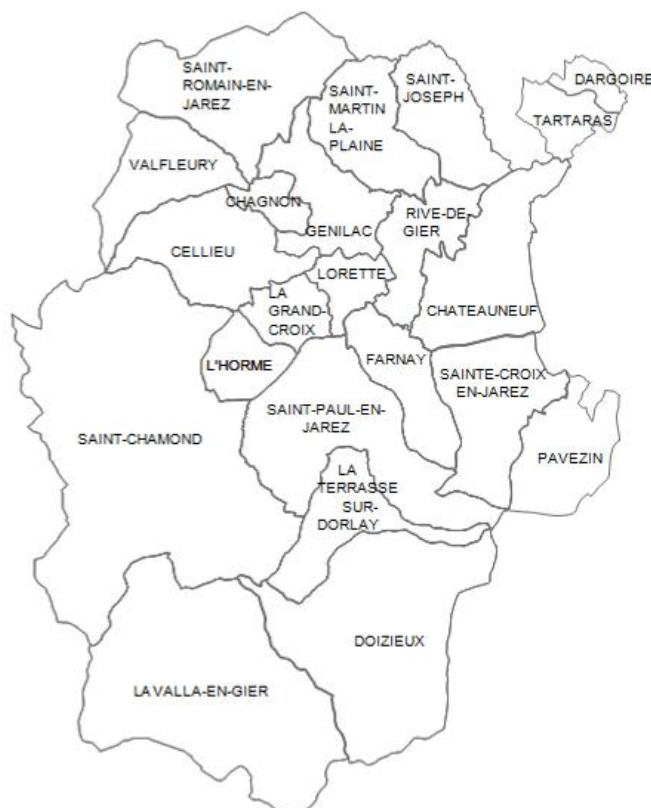 SAINT-
ROMAIN-EN-
JAREZ
SAINT-
MARTIN
LA-
PLAINE
SAINT-
JOSEPH
DARGOIRE
TARTARAS
VALFLEURY
CHAGNON
GENILAC
RIVE-DE-
GIER
CELLIEU
LORETTE
LA
GRAND-
CROIX
CHATEAUNEUF
L'HORME
FARNAY
SAINTE-CROIX
EN-JAREZ
SAINT-PAUL-EN-
JAREZ
SAINT-CHAMOND
PAVEZIN
LA
TERRASSE
SUR-
DORLAY
DOIZIEUX
LA VALLA-EN-GIER